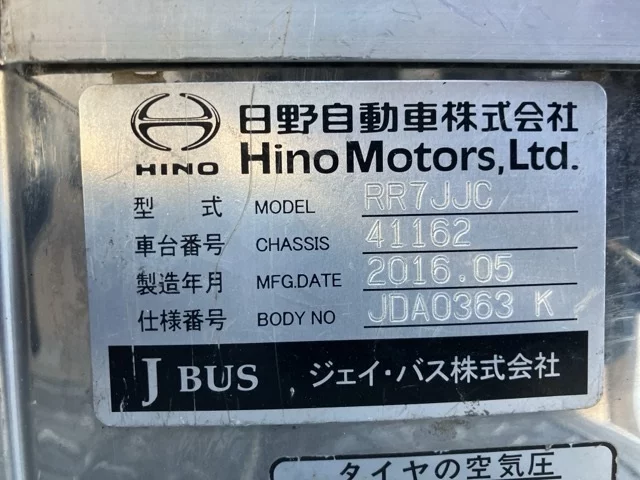 日野自動車株式会社
HINO Hino Motors, Ltd.
型 式 MODEL RR7JJC
車台番号 CHASSIS 41162
製造年月 MFG.DATE 2016.05
仕様番号 BODY NO JDA0363 K
J BUS ジェイ・バス株式会社
タイヤの空気圧